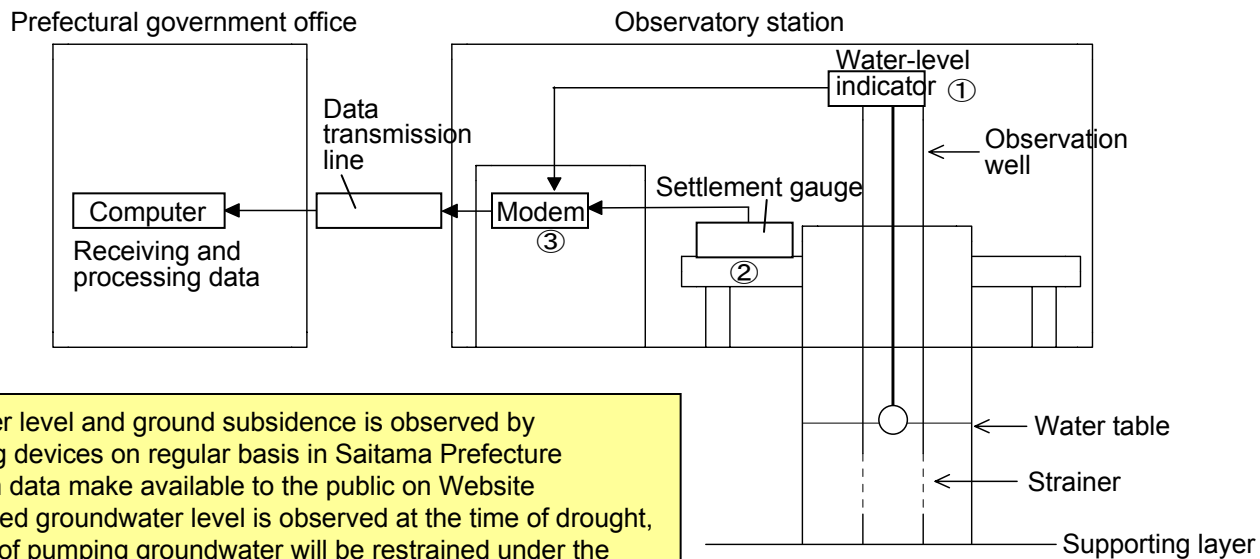 Prefectural government office
Observatory station
Water-level
indicator ①
Data
transmission
line
Observation
well
Settlement gauge
Computer
Modem
③
②
Receiving and
processing data
er level and ground subsidence is observed by
g devices on regular basis in Saitama Prefecture
n data make available to the public on Website
ed groundwater level is observed at the time of drought,
of pumping groundwater will be restrained under the
Water table
Strainer
Supporting layer